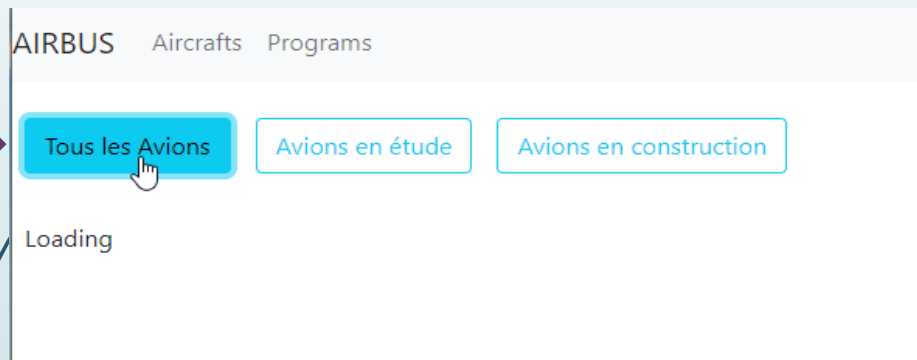 AIRBUS Aircrafts Programs
Tous les Avions Avions en étude Avions en construction
Loading